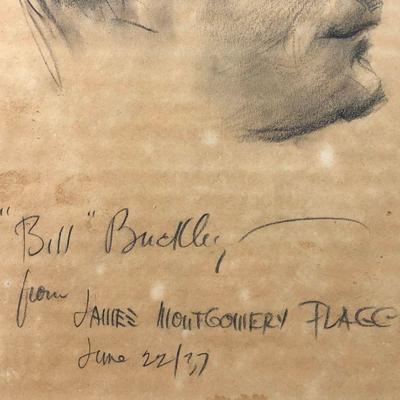 "Bill" Buckley
from
JAMES MONTGOMERY FLAGG
June 22/37